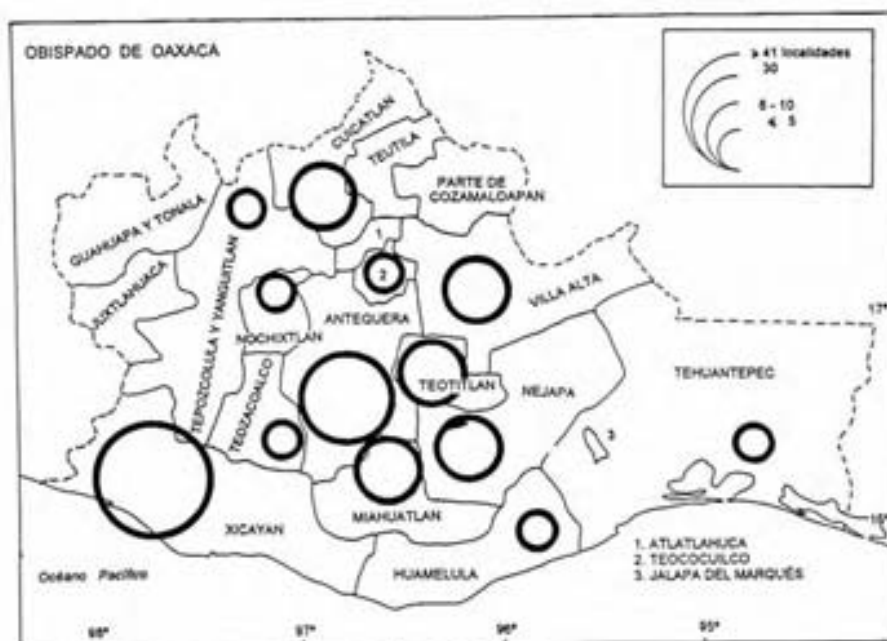 OBISPADO DE OAXACA
≥ 41 localidades
30
6 - 10
≤ 5
CUICATLAN
TEUTILA
PARTE DE
COZAMALOAPAN
GUAHUAPA Y TONALA
JUXTLAHUACA
TEPOZCOLULA Y YANGUITLAN
1
2
NOCHIXTLAN
ANTEQUERA
VILLA ALTA
17°
TEOZACOALCO
TEOTITLAN
NEJAPA
TEHUANTEPEC
3
XICAYAN
MIAHUATLAN
HUAMELULA
16°
Océano Pacífico
1. ATLATLAHUCA
2. TEOCOCUILCO
3. JALAPA DEL MARQUÉS
98°
97°
96°
95°